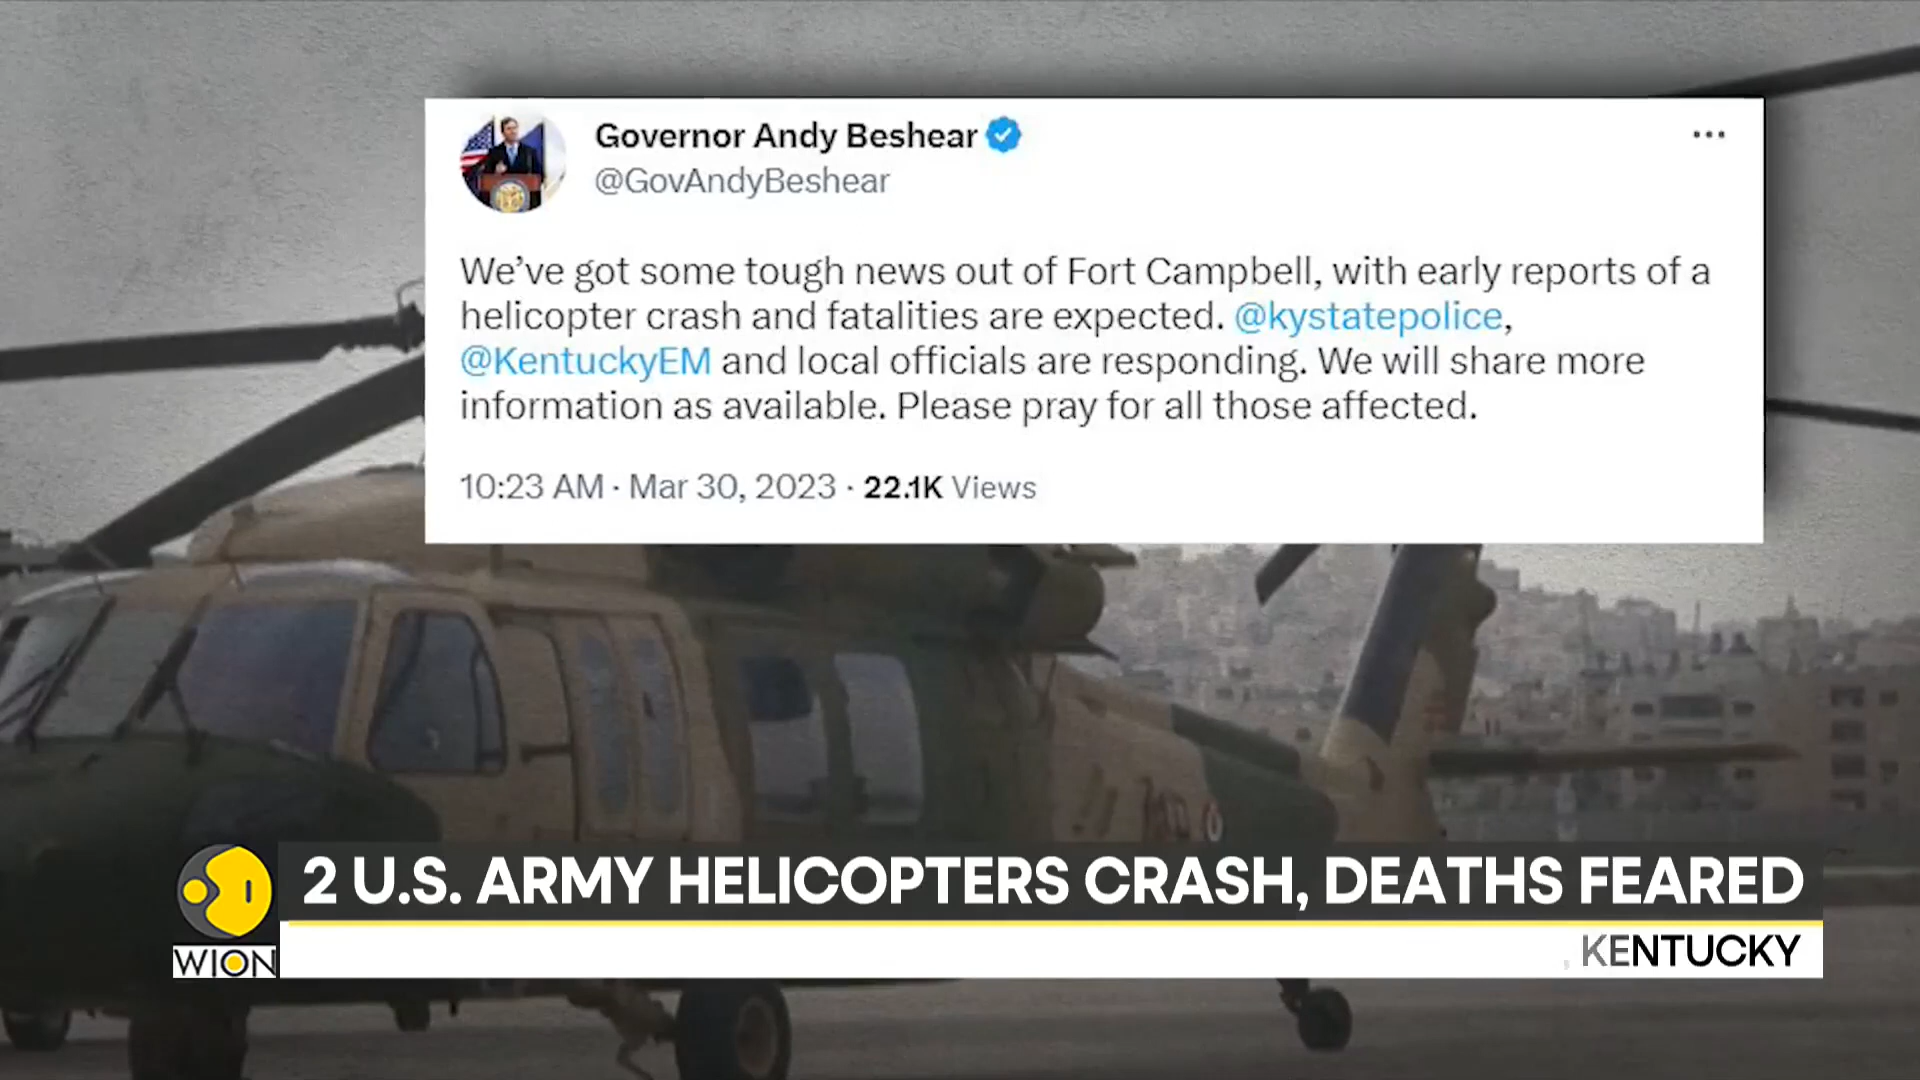 Governor Andy Beshear
@GovAndyBeshear
We've got some tough news out of Fort Campbell, with early reports of a
helicopter crash and fatalities are expected. @kystatepolice,
@KentuckyEM and local officials are responding. We will share more
information as available. Please pray for all those affected.
10:23 AM · Mar 30, 2023 · 22.1K Views
2 U.S. ARMY HELICOPTERS CRASH, DEATHS FEARED
, KENTUCKY
WION